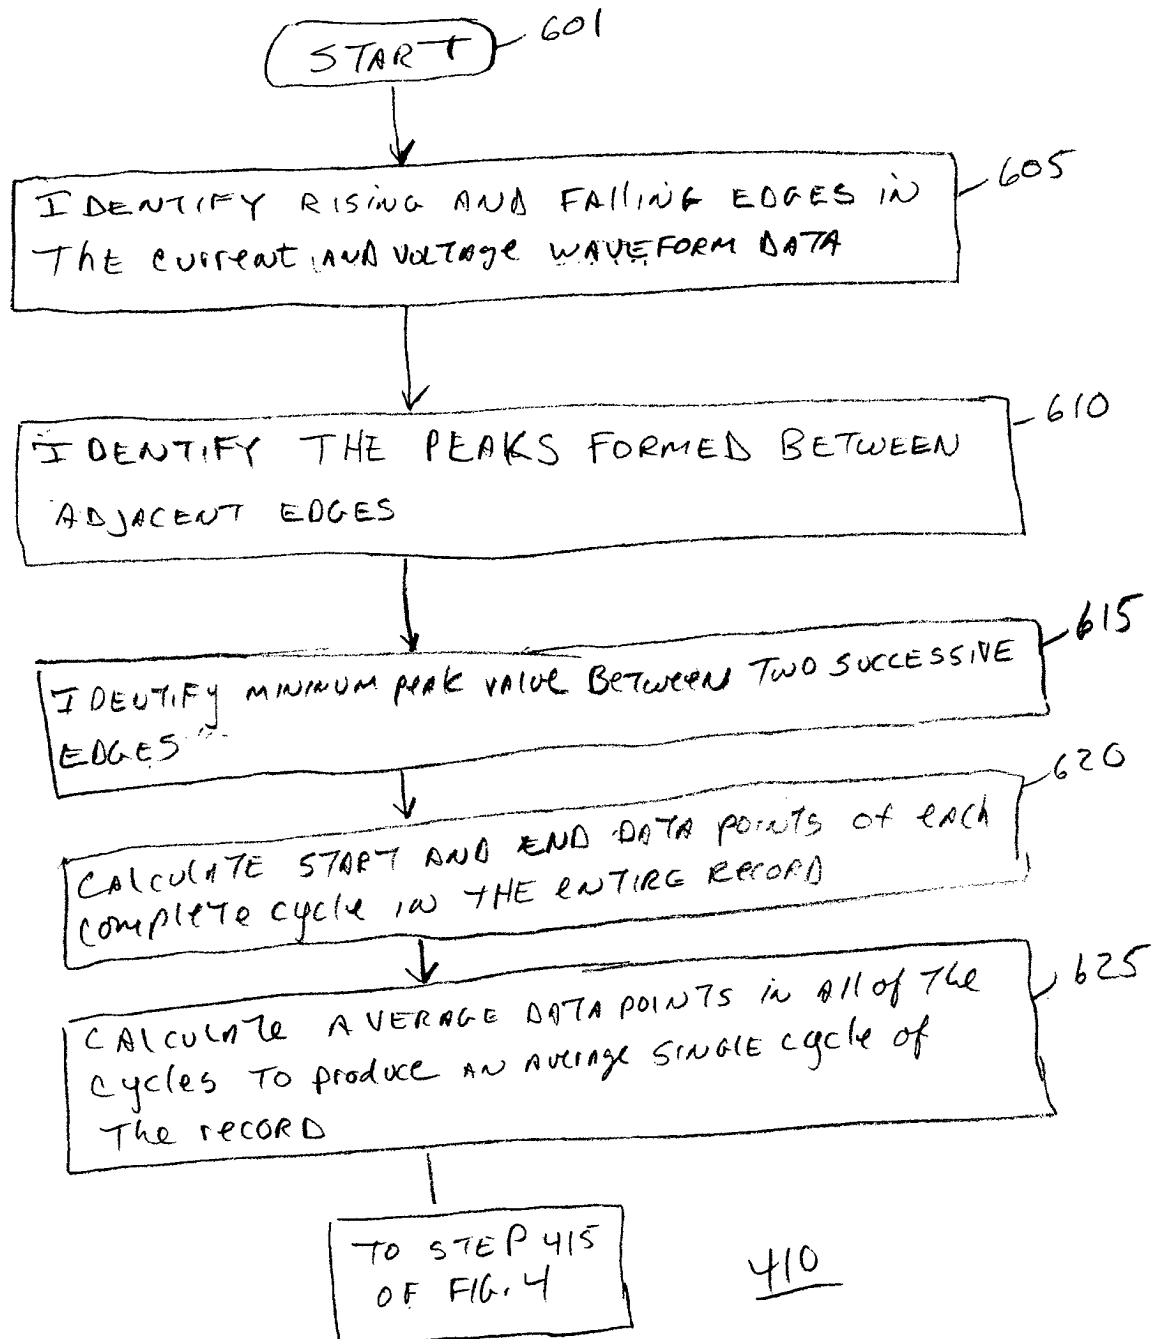 START
601
IDENTIFY RISING AND FALLING EDGES IN
605
THE CURRENT AND VOLTAGE WAVEFORM DATA
IDENTIFY THE PEAKS FORMED BETWEEN
610
ADJACENT EDGES
IDENTIFY MINIMUM PEAK VALUE BETWEEN TWO SUCCESSIVE
615
EDGES
CALCULATE START AND END DATA POINTS of EACH
620
complete cycle IN THE ENTIRE RECORD
CALCULATE AVERAGE DATA POINTS in All of The
625
cycles To produce AN AVERAGE SINGLE cycle of
The RECORD
TO STEP 415
OF FIG. 4
410